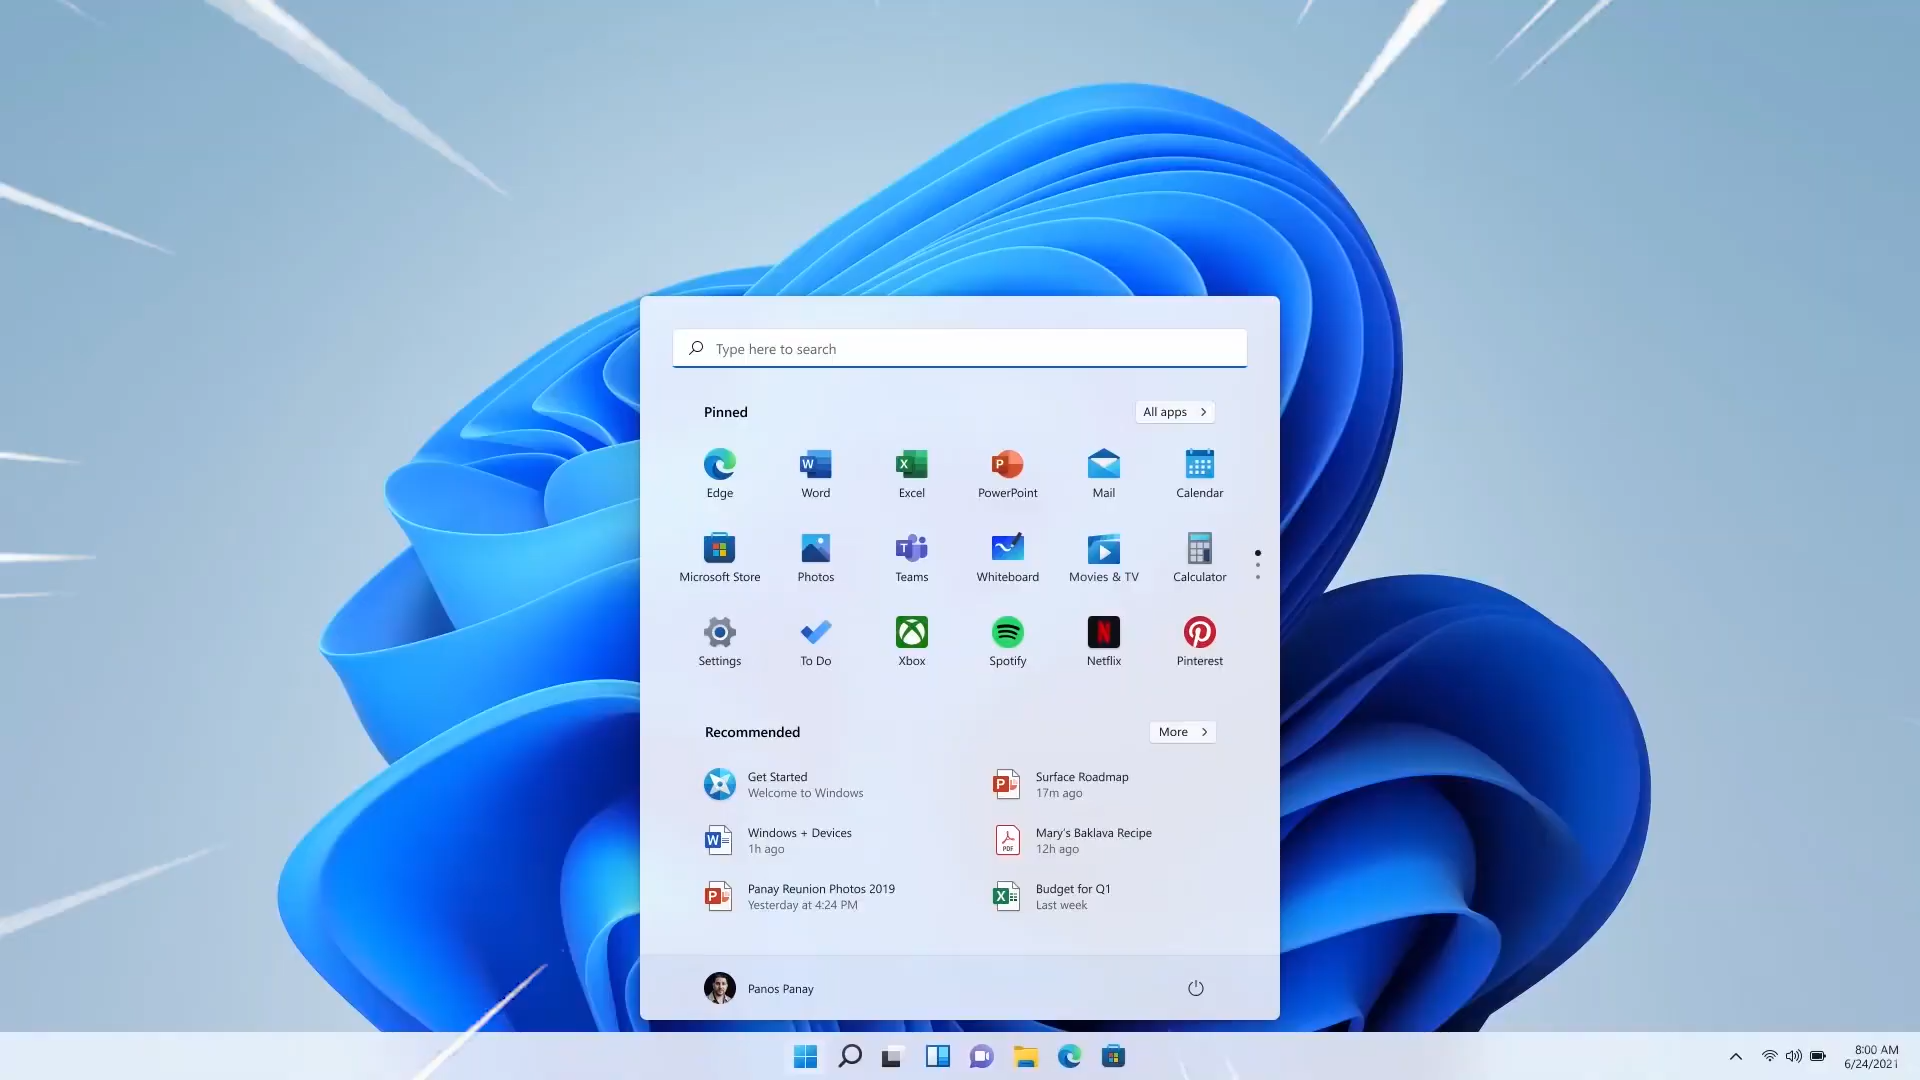 Type here to search
Pinned
All apps
Edge
Word
Excel
PowerPoint
Mail
Calendar
Microsoft Store
Photos
Teams
Whiteboard
Movies & TV
Calculator
Settings
To Do
Xbox
Spotify
Netflix
Pinterest
Recommended
More
Get Started
Welcome to Windows
Surface Roadmap
17m ago
Windows + Devices
1h ago
Mary's Baklava Recipe
12h ago
Panay Reunion Photos 2019
Yesterday at 4:24 PM
Budget for Q1
Last week
Panos Panay
8:00 AM
6/24/2021